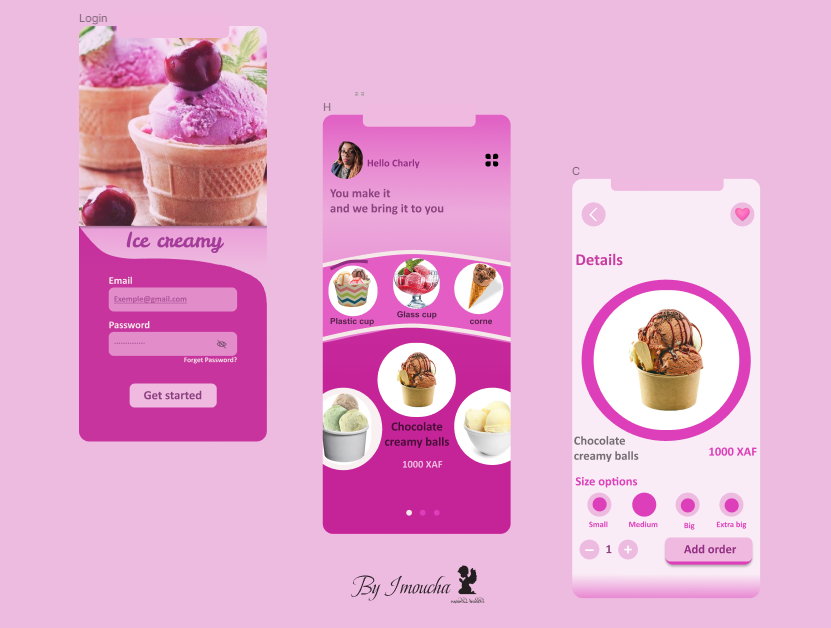 Login
Ice creamy
Email
Exemple@gmail.com
Password
Forget Password?
Get started
H
Hello Charly
You make it
and we bring it to you
Plastic cup
Glass cup
corne
Chocolate
creamy balls
1000 XAF
C
Details
Chocolate
creamy balls
1000 XAF
Size options
Small
Medium
Big
Extra big
1
Add order
By Imoucha